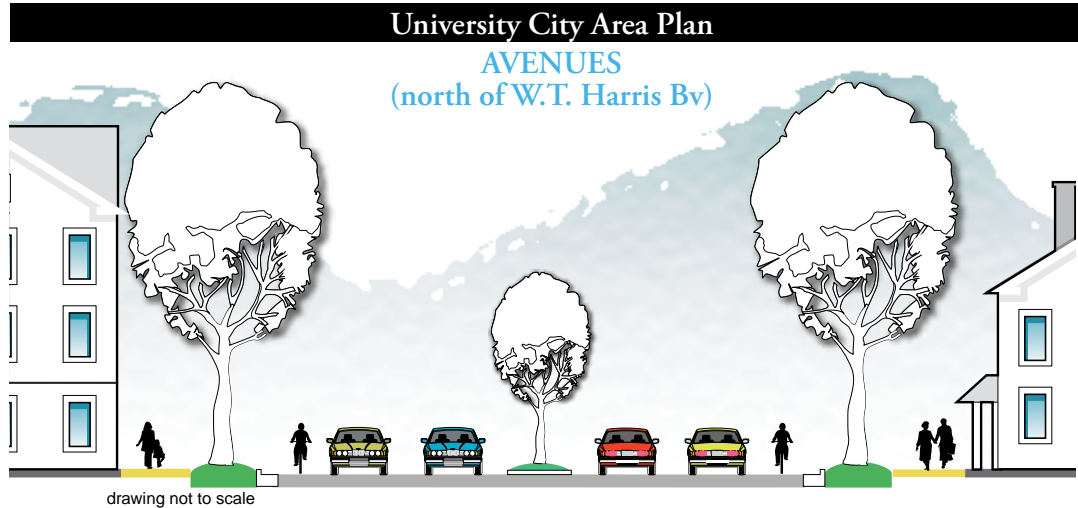 University City Area Plan
AVENUES
(north of W.T. Harris Bv)
drawing not to scale